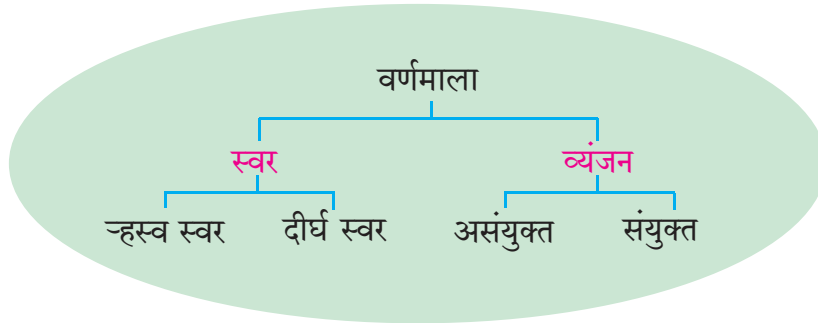 वर्णमाला
स्वर व्यंजन
ऱ्हस्व स्वर दीर्घ स्वर असंयुक्त संयुक्त